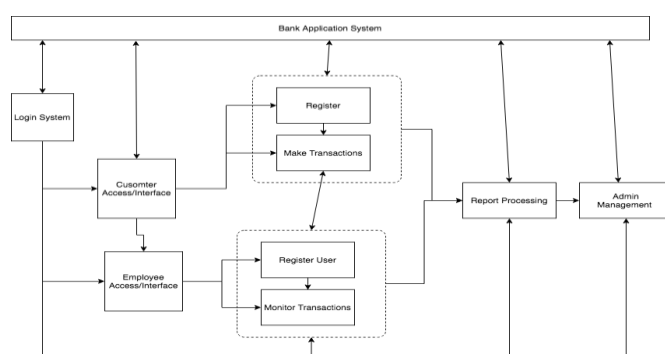 Bank Application System
Login System
Register
Make Transactions
Cusomter
Access/Interface
Report Processing
Admin
Management
Employee
Access/Interface
Register User
Monitor Transactions